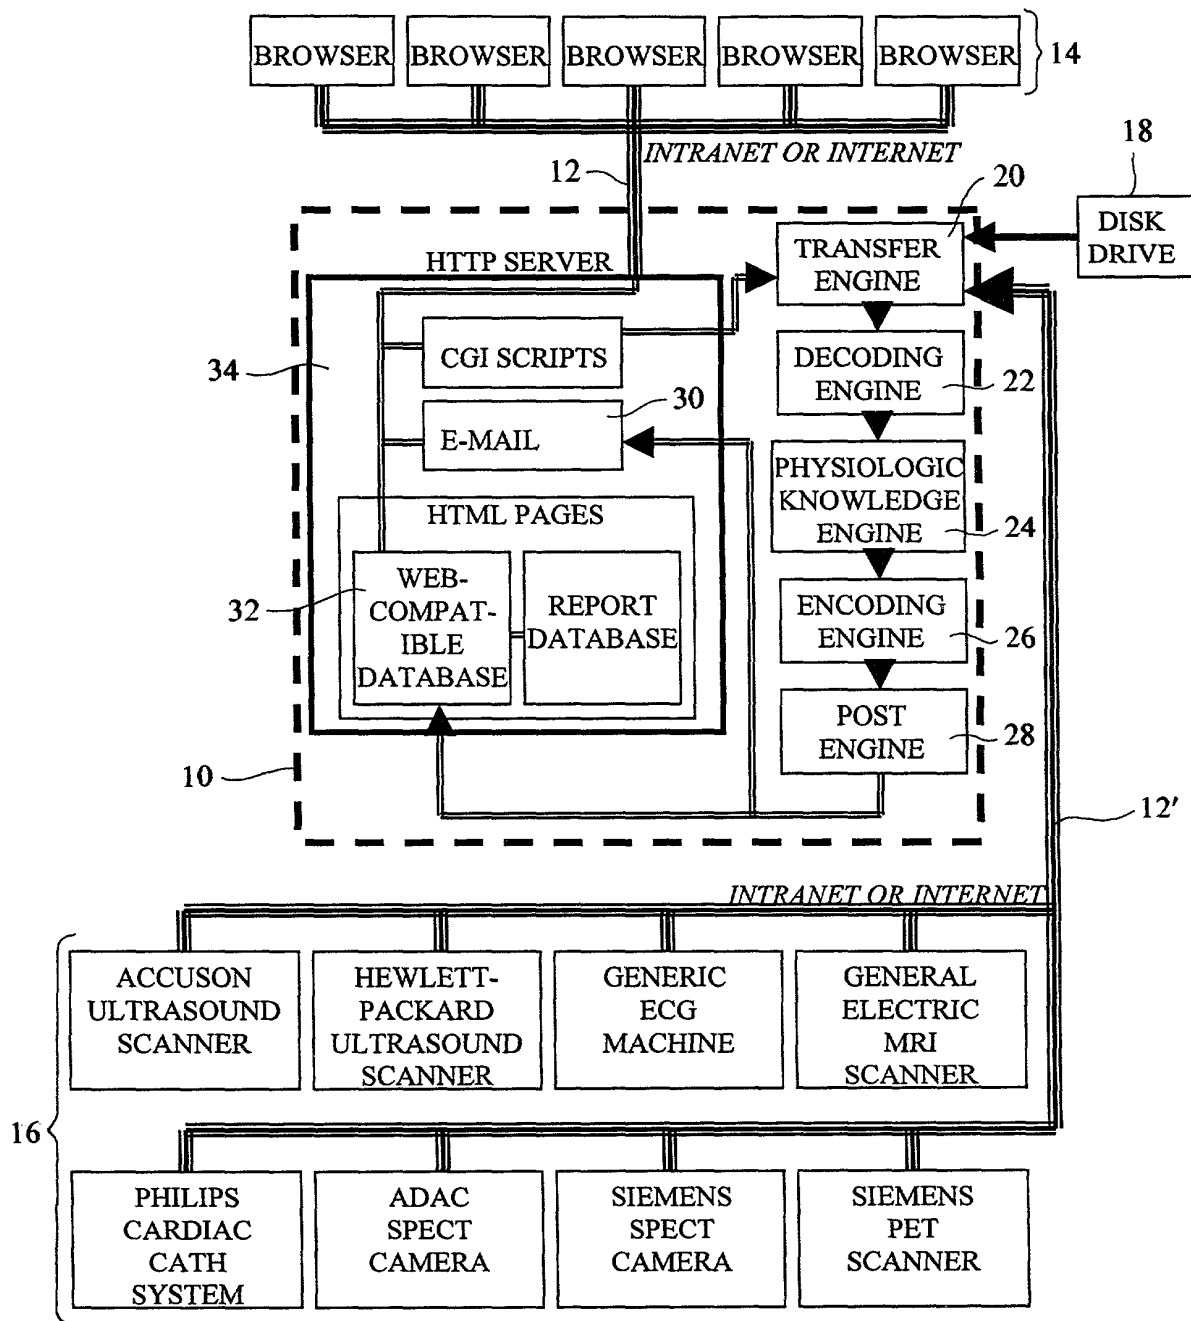 BROWSER BROWSER BROWSER BROWSER BROWSER 14
INTRANET OR INTERNET
12
18
20
DISK
DRIVE
TRANSFER
ENGINE
HTTP SERVER
CGI SCRIPTS
34
DECODING
ENGINE
22
30
E-MAIL
PHYSIOLOGIC
KNOWLEDGE
ENGINE
24
HTML PAGES
32
WEB-
COMPAT-
IBLE
DATABASE
REPORT
DATABASE
ENCODING
ENGINE
26
POST
ENGINE
28
10
12'
INTRANET OR INTERNET
16
ACCUSON
ULTRASOUND
SCANNER
HEWLETT-
PACKARD
ULTRASOUND
SCANNER
GENERIC
ECG
MACHINE
GENERAL
ELECTRIC
MRI
SCANNER
PHILIPS
CARDIAC
CATH
SYSTEM
ADAC
SPECT
CAMERA
SIEMENS
SPECT
CAMERA
SIEMENS
PET
SCANNER